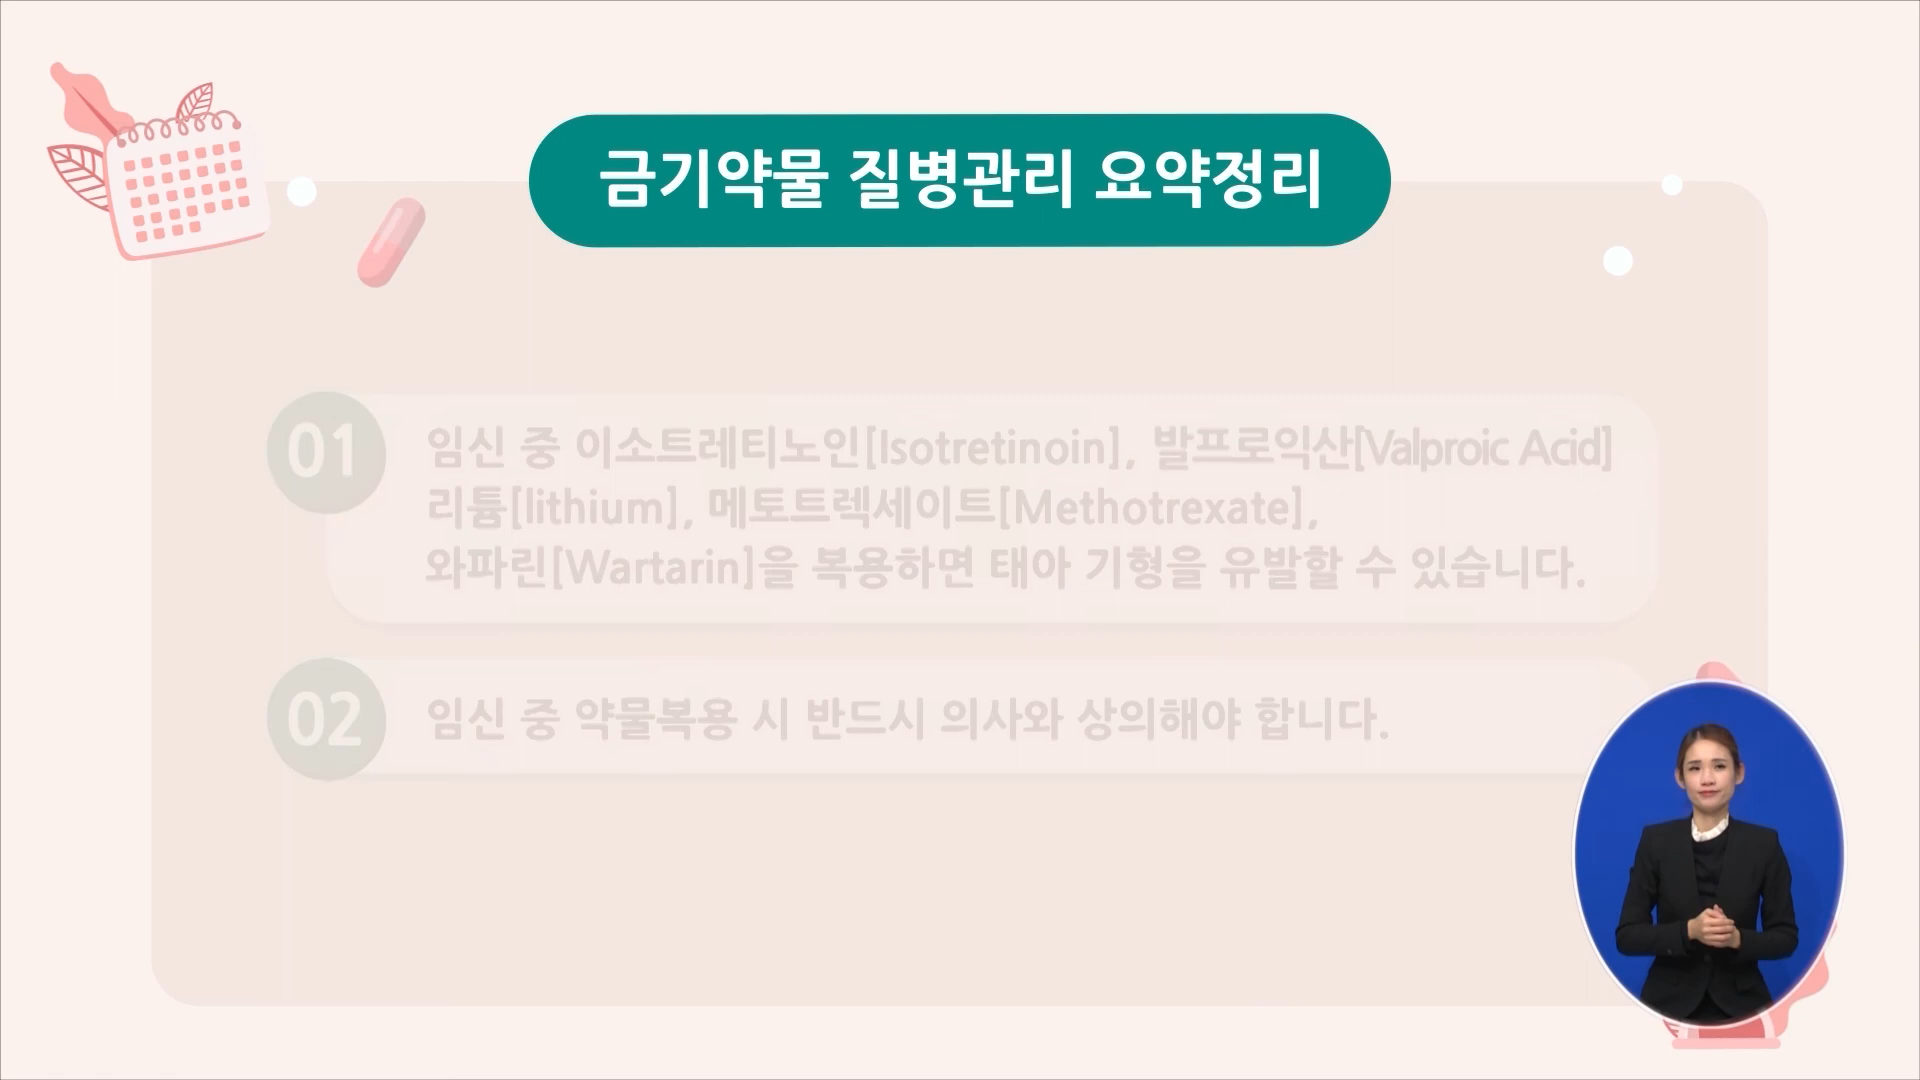 금기약물 질병관리 요약정리
01
임신 중 이소트레티노인[Isotretinoin], 발프로익산[Valproic Acid]
리튬[lithium], 메토트렉세이트[Methotrexate],
와파린[Wartarin]을 복용하면 태아 기형을 유발할 수 있습니다.
02
임신 중 약물복용 시 반드시 의사와 상의해야 합니다.